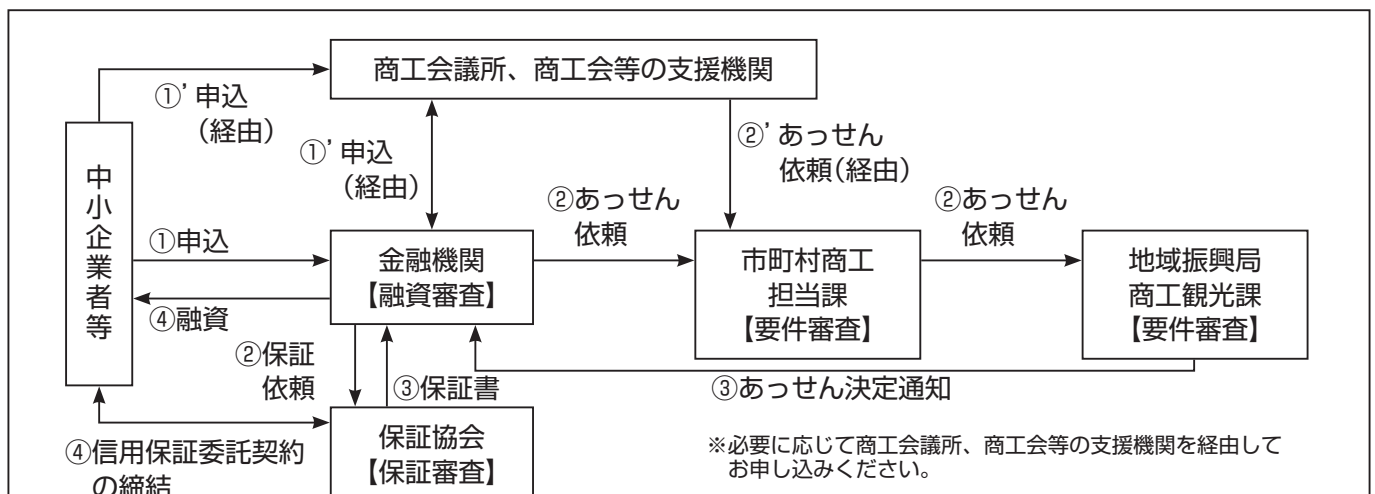 商工会議所、商工会等の支援機関
①’申込
（経由）
①’申込
（経由）
②’あっせん
依頼（経由）
中小企業者等
①申込
④融資
金融機関
【融資審査】
②あっせん
依頼
市町村商工
担当課
【要件審査】
②あっせん
依頼
地域振興局
商工観光課
【要件審査】
②保証
依頼
③保証書
③あっせん決定通知
保証協会
【保証審査】
④信用保証委託契約
の締結
※必要に応じて商工会議所、商工会等の支援機関を経由して
お申し込みください。